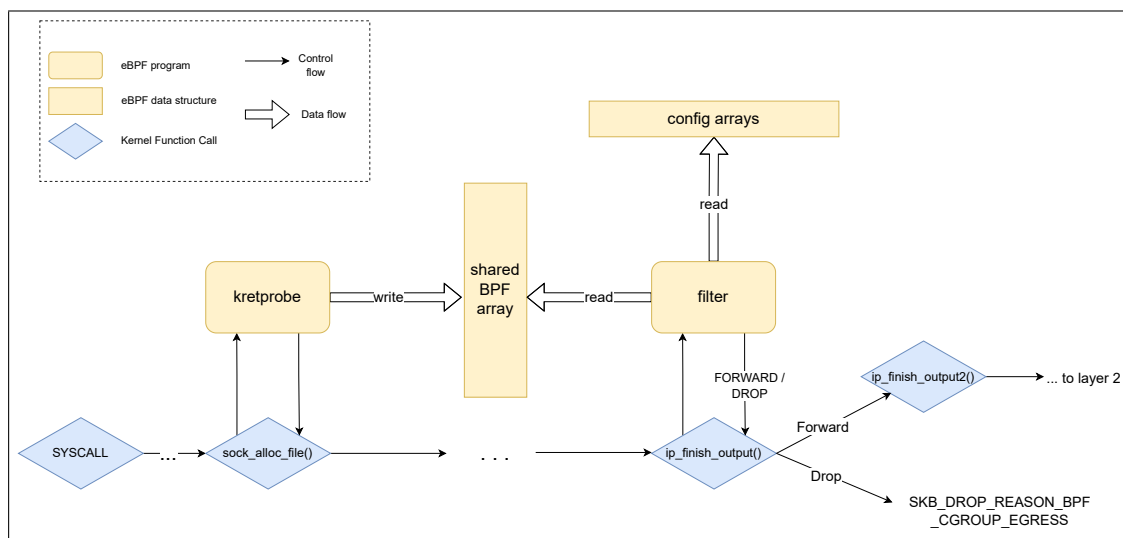 eBPF program
eBPF data structure
Kernel Function Call
Control
flow
Data flow
config arrays
read
shared
BPF
array
kretprobe
write
read
filter
FORWARD /
DROP
ip_finish_output2()
... to layer 2
Forward
SYSCALL
...
sock_alloc_file()
. . .
ip_finish_output()
Drop
SKB_DROP_REASON_BPF
_CGROUP_EGRESS